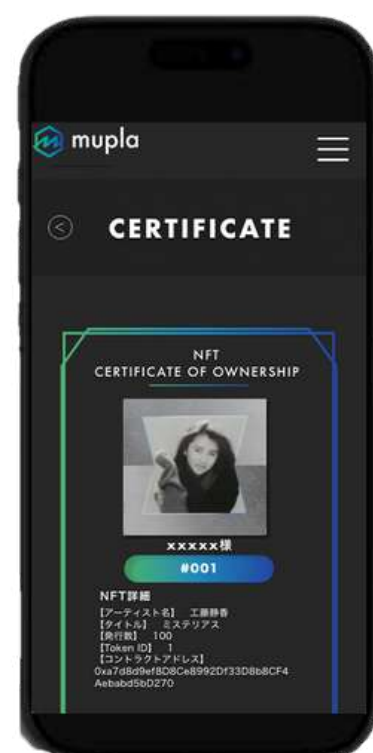 mupla
CERTIFICATE
NFT
CERTIFICATE OF OWNERSHIP
xxxxx様
#001
NFT詳細
【アーティスト名】 工藤静香
【タイトル】 ミステリアス
【発行数】 100
【Token ID】 1
【コントラクトアドレス】
0xa7d8d9ef8D8Ce8992Df33D8b8CF4
Aebabd5bD270